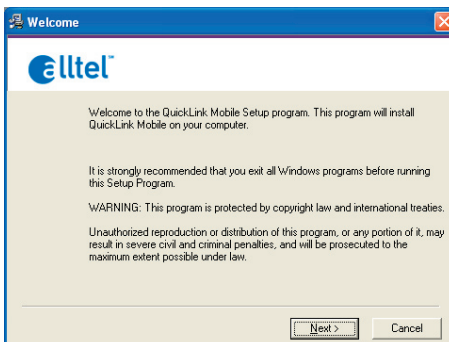 Welcome
alltel
Welcome to the QuickLink Mobile Setup program. This program will install
QuickLink Mobile on your computer.
It is strongly recommended that you exit all Windows programs before running
this Setup Program.
WARNING: This program is protected by copyright law and international treaties.
Unauthorized reproduction or distribution of this program, or any portion of it, may
result in severe civil and criminal penalties, and will be prosecuted to the
maximum extent possible under law.
Next > Cancel